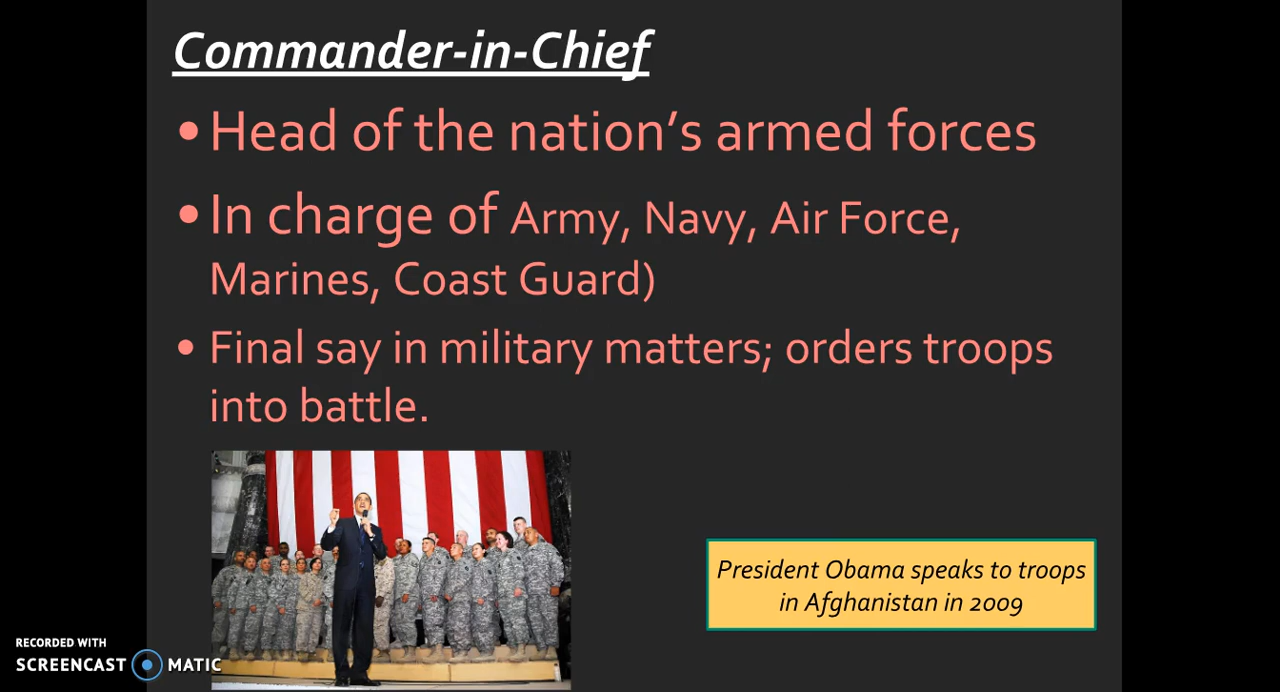 Commander-in-Chief
•Head of the nation’s armed forces
•In charge of Army, Navy, Air Force,
Marines, Coast Guard)
• Final say in military matters; orders troops
into battle.
President Obama speaks to troops
in Afghanistan in 2009
RECORDED WITH
SCREENCAST MATIC